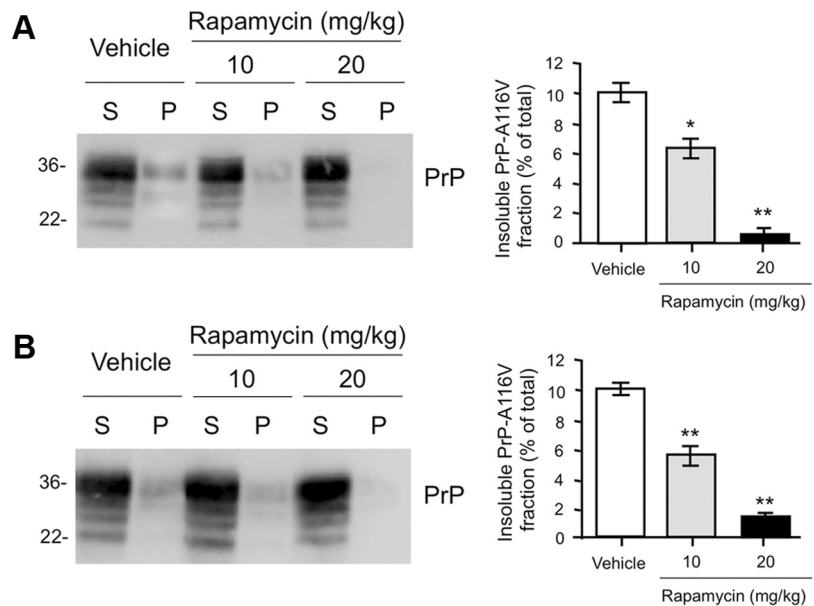 A
Vehicle
Rapamycin (mg/kg)
10 20
S P S P S P
36-
22-
PrP
Insoluble PrP-A116V
fraction (% of total)
12
10
8
6
4
2
0
*
**
Vehicle 10 20
Rapamycin (mg/kg)
B
Vehicle
Rapamycin (mg/kg)
10 20
S P S P S P
36-
22-
PrP
Insoluble PrP-A116V
fraction (% of total)
12
10
8
6
4
2
0
**
**
Vehicle 10 20
Rapamycin (mg/kg)